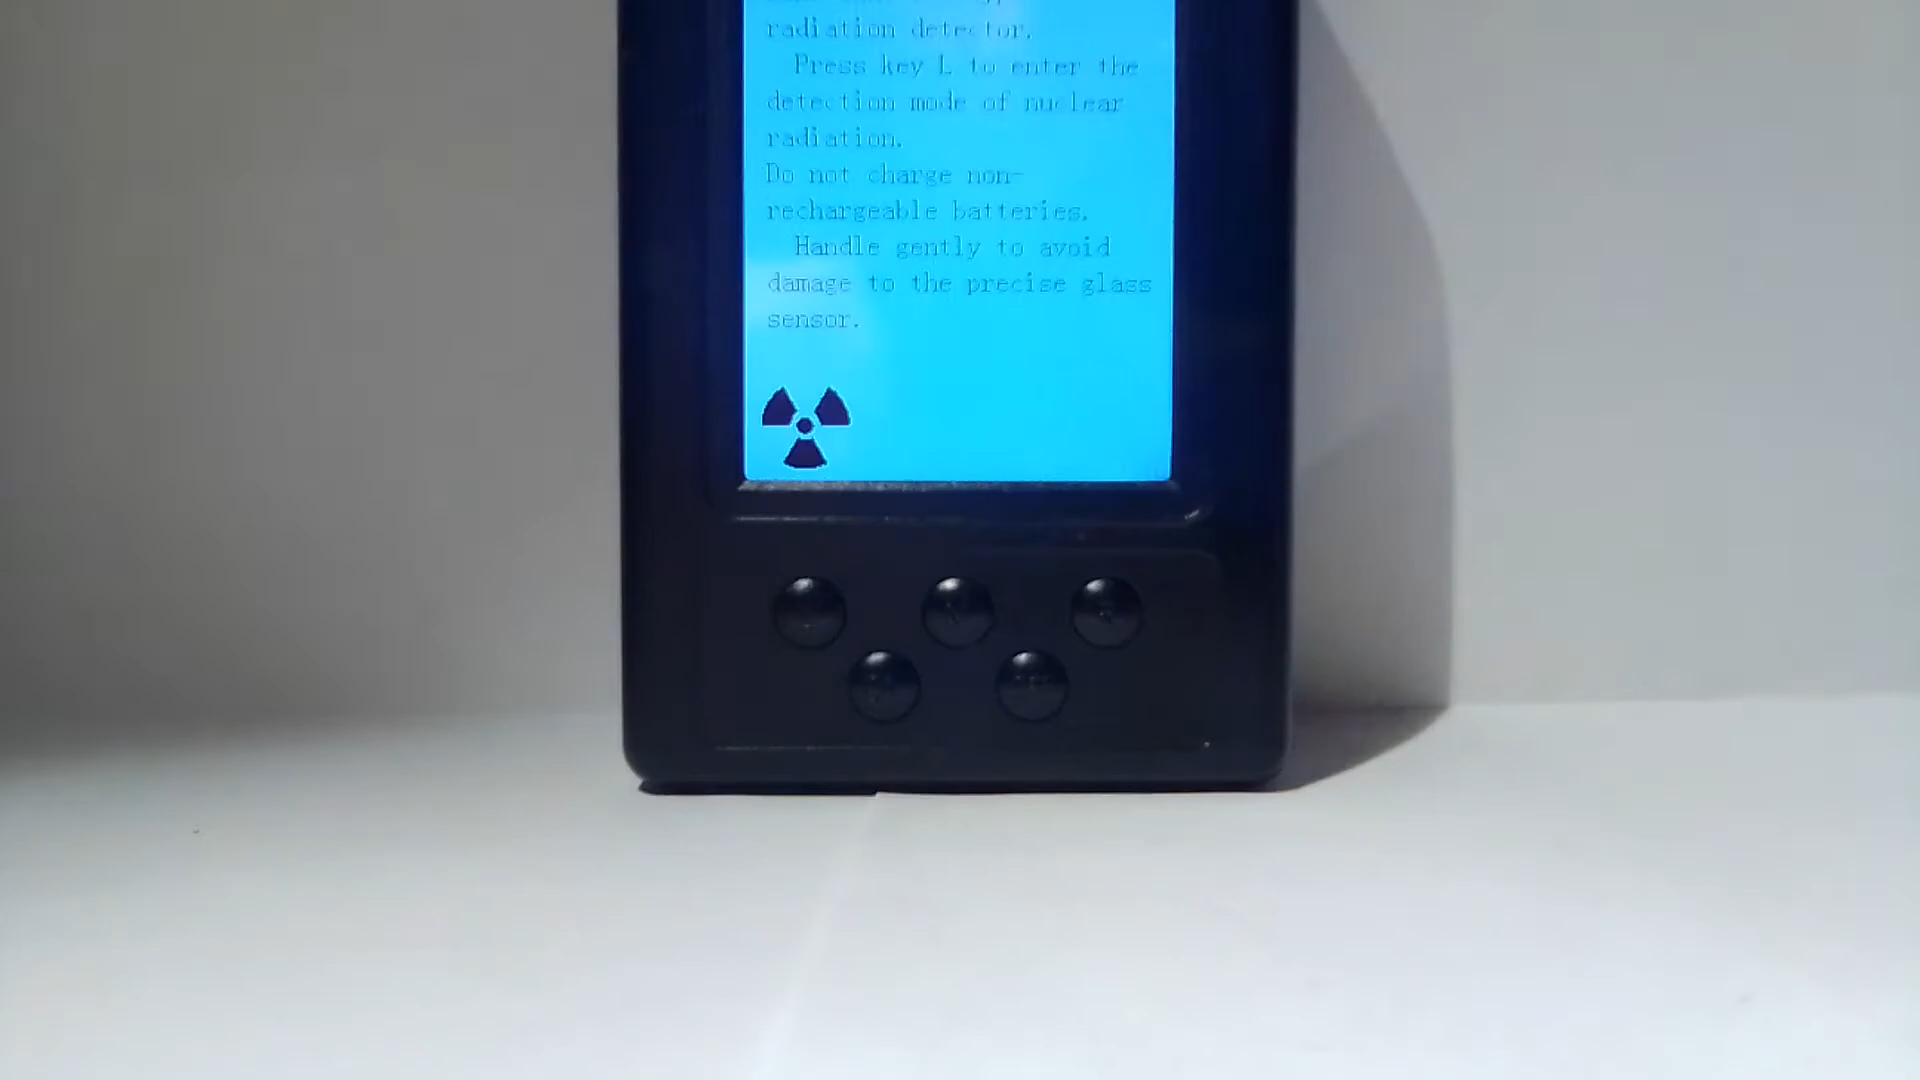 radiation detector.
Press key L to enter the
detection mode of nuclear
radiation.
Do not charge non-
rechargeable batteries.
Handle gently to avoid
damage to the precise glass
sensor.